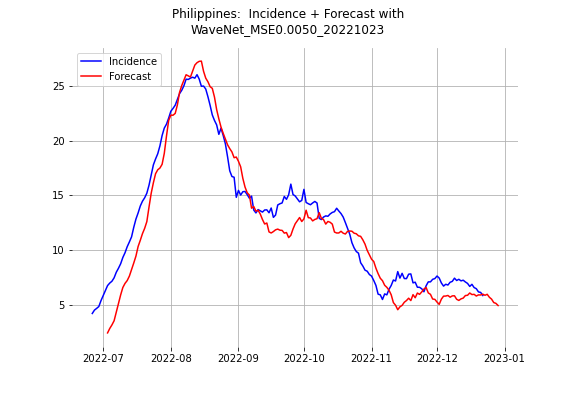 Philippines:  Incidence + Forecast with
WaveNet_MSE0.0050_20221023
Incidence
Forecast
25
20
15
10
5
2022-07 2022-08 2022-09 2022-10 2022-11 2022-12 2023-01